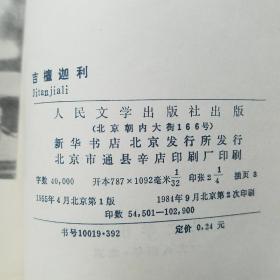 吉檀迦利
Jitanjiali
人民文学出版社出版
(北京朝内大街166号)
新华书店北京发行所发行
北京市通县辛店印刷厂印刷
字数 40,000 开本787×1092毫米 1/32 印张 2 1/4 插页 3
1955年4月北京第1版 1984年9月北京第2次印刷
印数 54,501-102,900
书号 10019·392 定价 0.24 元